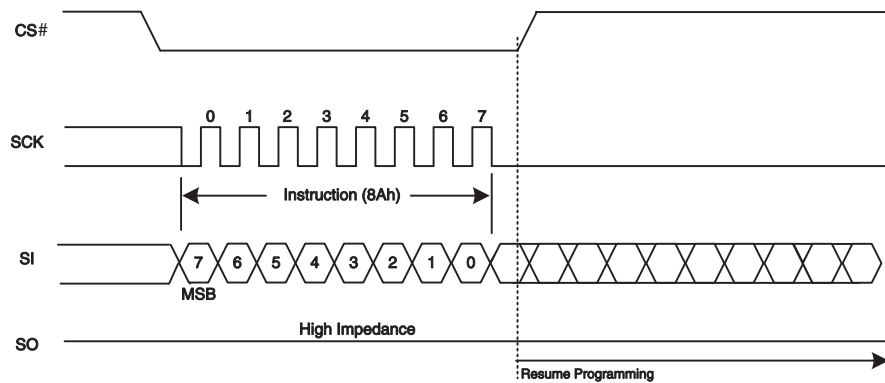 CS#
0 1 2 3 4 5 6 7
SCK
Instruction (8Ah)
SI
7 6 5 4 3 2 1 0
MSB
High Impedance
SO
Resume Programming